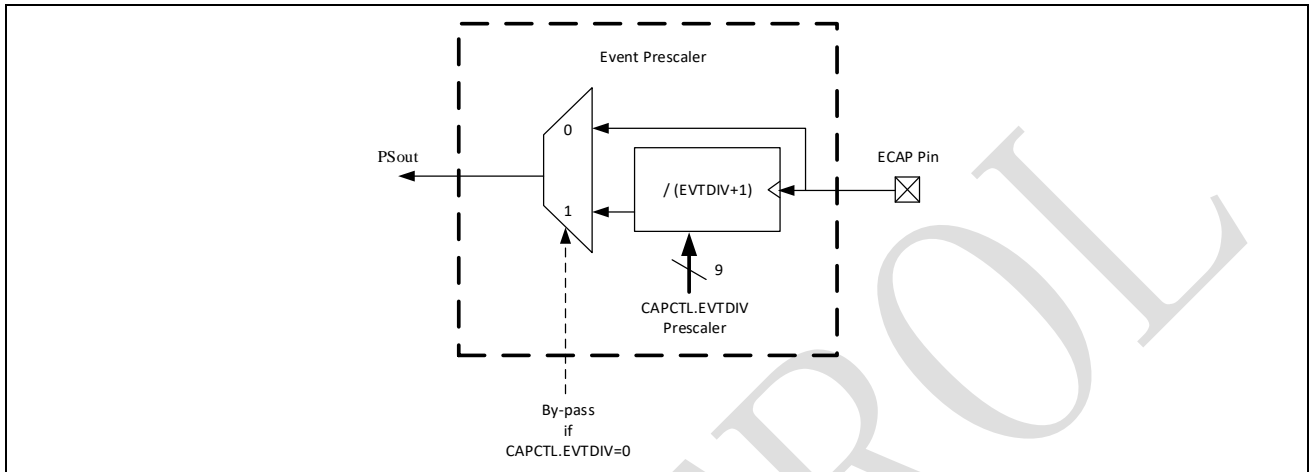 Event Prescaler
0
PSout
ECAP Pin
/ (EVTDIV+1)
1
9
CAPCTL.EVTDIV
Prescaler
By-pass
if
CAPCTL.EVTDIV=0